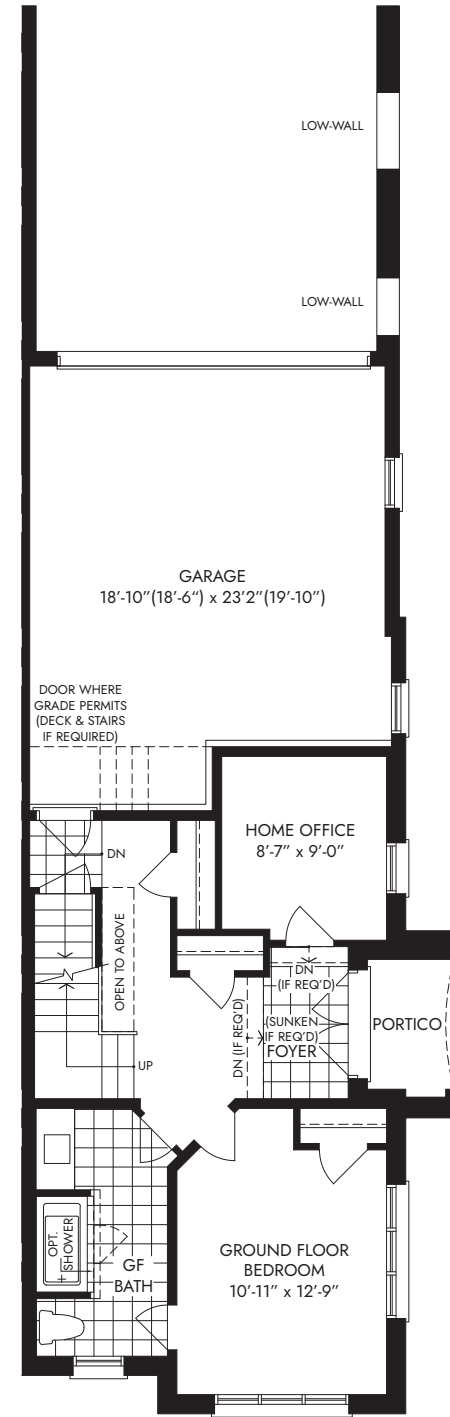 LOW-WALL
LOW-WALL
GARAGE
18'-10"(18'-6") x 23'2"(19'-10")
DOOR WHERE
GRADE PERMITS
(DECK & STAIRS
IF REQUIRED)
HOME OFFICE
8'-7" x 9'-0"
DN
OPEN TO ABOVE
DN
(IF REQ'D)
DN (IF REQ'D)
(SUNKEN
IF REQ'D)
FOYER
PORTICO
UP
OPT.
SHOWER
GF
BATH
GROUND FLOOR
BEDROOM
10'-11" x 12'-9"